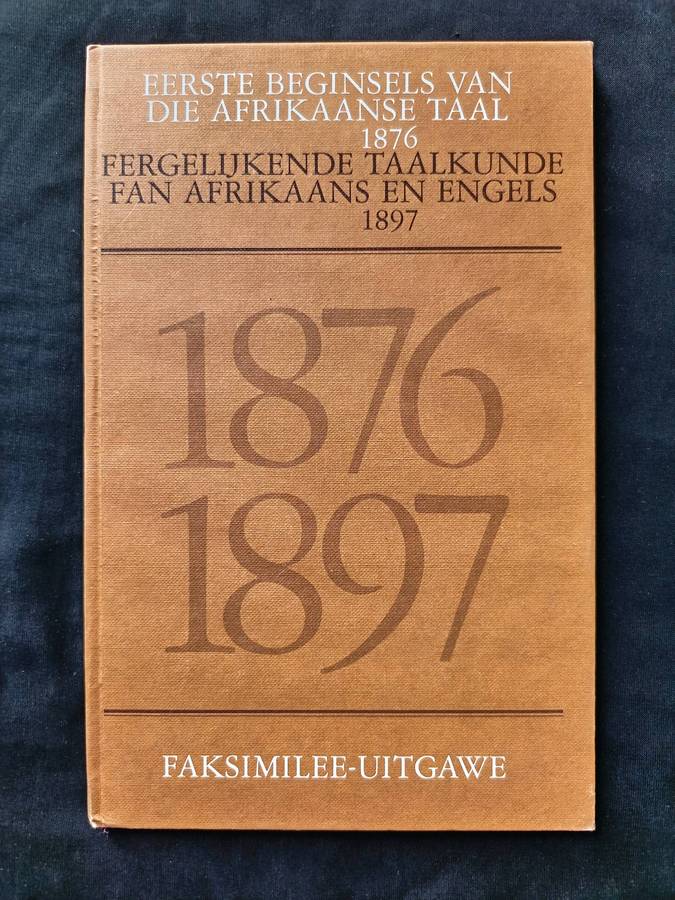 EERSTE BEGINSELS VAN
DIE AFRIKAANSE TAAL
1876
FERGELIJKENDE TAALKUNDE
FAN AFRIKAANS EN ENGELS
1897
1876
1897
FAKSIMILEE-UITGAWE